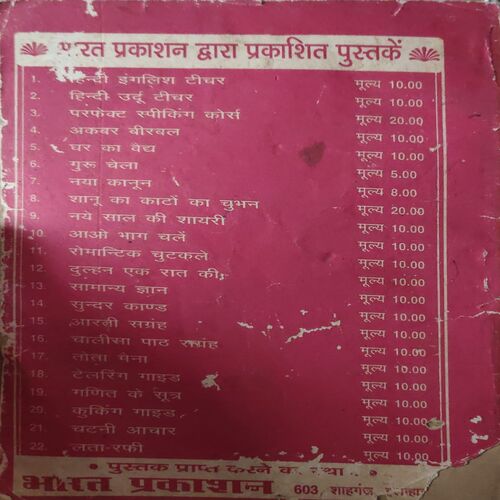 भारत प्रकाशन द्वारा प्रकाशित पुस्तकें
1. हिन्दी इंगलिश टीचर मूल्य 10.00
2. हिन्दी उर्दू टीचर मूल्य 10.00
3. परफेक्ट स्पीकिंग कोर्स मूल्य 20.00
4. अकबर बीरबल मूल्य 10.00
5. घर का वैद्य मूल्य 10.00
6. गुरू चेला मूल्य 5.00
7. नया कानून मूल्य 8.00
8. शानू का काटों का चुभन मूल्य 20.00
9. नये साल की शायरी मूल्य 10.00
10. आओ भाग चलें मूल्य 10.00
11. रोमान्टिक चुटकले मूल्य 10.00
12. दुल्हन एक रात की मूल्य 10.00
13. सामान्य ज्ञान मूल्य 10.00
14. सुन्दर काण्ड मूल्य 10.00
15. आरती सग्रंह मूल्य 10.00
16. चालीसा पाठ सग्रंह मूल्य 10.00
17. तोता मैना मूल्य 10.00
18. टेलरिंग गाइड मूल्य 10.00
19. गणित के सूत्र मूल्य 10.00
20. कुकिंग गाइड मूल्य 10.00
21. चटनी आचार मूल्य 10.00
22. लता-रफी मूल्य 10.00
• पुस्तक प्राप्त करने का
भारत प्रकाशन 603, शाहगंज,